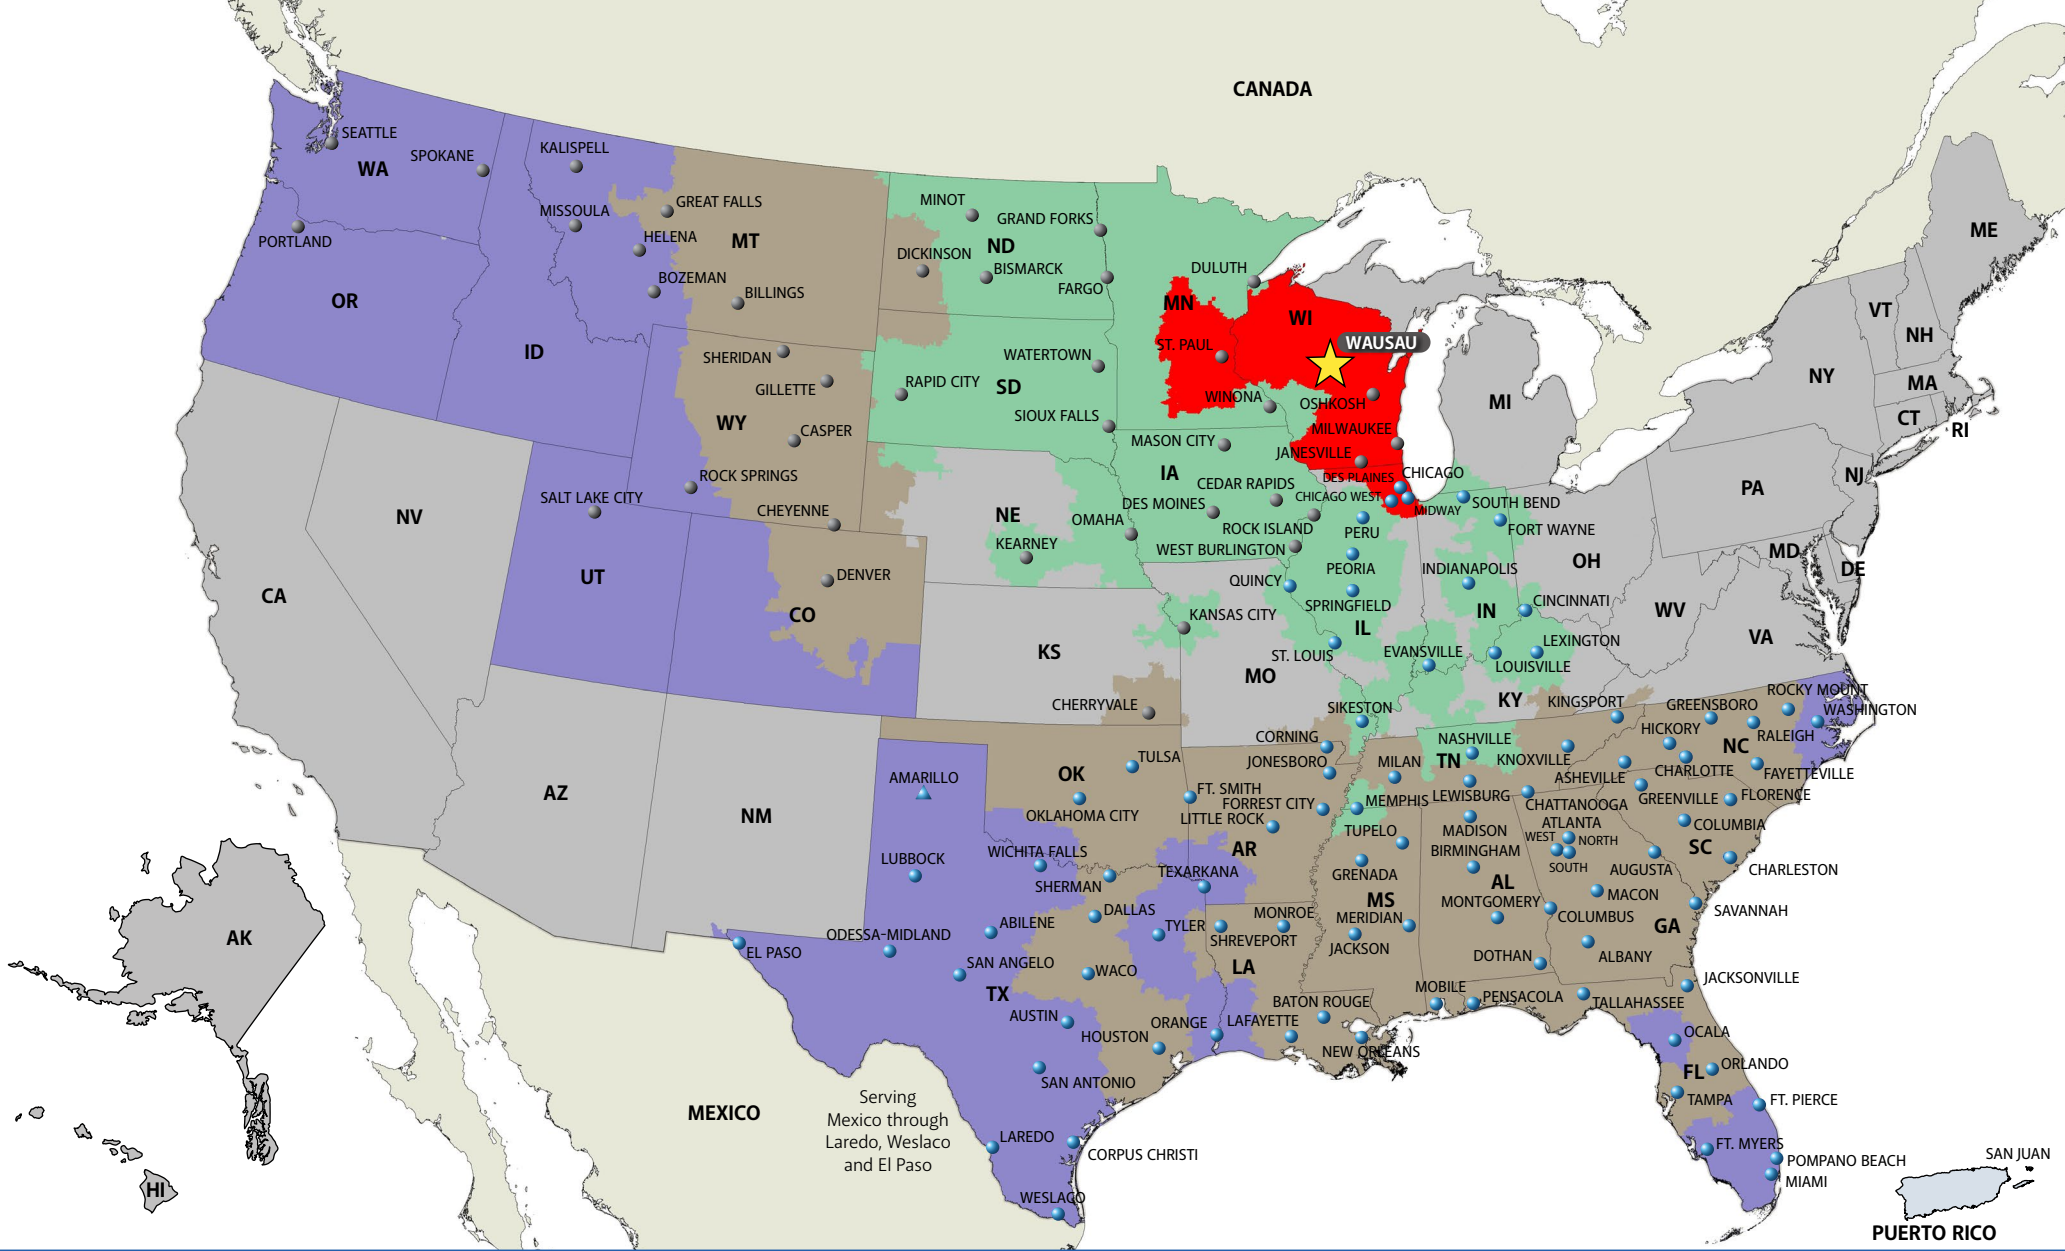 CANADA
SEATTLE
SPOKANE
WA
KALISPELL
MISSOULA
GREAT FALLS
HELENA
MT
PORTLAND
BOZEMAN
BILLINGS
OR
ID
MINOT
GRAND FORKS
ND
DICKINSON
BISMARCK
FARGO
DULUTH
MN
WI
WAUSAU
ST. PAUL
WATERTOWN
SHERIDAN
GILLETTE
RAPID CITY
SD
SIOUX FALLS
WINONA
OSHKOSH
MILWAUKEE
WY
CASPER
MASON CITY
JANESVILLE
ROCK SPRINGS
SALT LAKE CITY
CHEYENNE
IA
CEDAR RAPIDS
DES MOINES
DES PLAINES
CHICAGO
CHICAGO WEST
MIDWAY
ROCK ISLAND
PERU
SOUTH BEND
FORT WAYNE
NE
OMAHA
KEARNEY
WEST BURLINGTON
PEORIA
INDIANAPOLIS
NV
UT
DENVER
CO
CA
QUINCY
SPRINGFIELD
IL
IN
CINCINNATI
KANSAS CITY
ST. LOUIS
EVANSVILLE
LEXINGTON
LOUISVILLE
KS
MO
KY
CHERRYVALE
SIKESTON
KINGSPORT
ME
VT
NH
NY
MA
CT
RI
MI
PA
NJ
OH
MD
DE
WV
VA
ROCKY MOUNT
GREENSBORO
WASHINGTON
HICKORY
NC
RALEIGH
CHARLOTTE
FAYETTEVILLE
ASHEVILLE
KNOXVILLE
NASHVILLE
TN
CORNING
JONESBORO
MILAN
TULSA
OK
OKLAHOMA CITY
AMARILLO
AZ
NM
FT. SMITH
FORREST CITY
LITTLE ROCK
MEMPHIS
LEWISBURG
CHATTANOOGA
GREENVILLE
FLORENCE
COLUMBIA
TUPELO
MADISON
ATLANTA
WEST
NORTH
SOUTH
BIRMINGHAM
SC
CHARLESTON
AR
WICHITA FALLS
LUBBOCK
SHERMAN
TEXARKANA
GRENADA
AL
AUGUSTA
MACON
MS
MONTGOMERY
DALLAS
MONROE
MERIDIAN
COLUMBUS
SAVANNAH
GA
ABILENE
TYLER
SHREVEPORT
JACKSON
ODESSA-MIDLAND
EL PASO
SAN ANGELO
WACO
LA
DOTHAN
ALBANY
TX
JACKSONVILLE
BATON ROUGE
MOBILE
PENSACOLA
TALLAHASSEE
AUSTIN
HOUSTON
ORANGE
LAFAYETTE
NEW ORLEANS
OCALA
SAN ANTONIO
FL
ORLANDO
TAMPA
FT. PIERCE
AK
MEXICO
Serving
Mexico through
Laredo, Weslaco
and El Paso
LAREDO
CORPUS CHRISTI
FT. MYERS
POMPANO BEACH
MIAMI
SAN JUAN
HI
WESLACO
PUERTO RICO